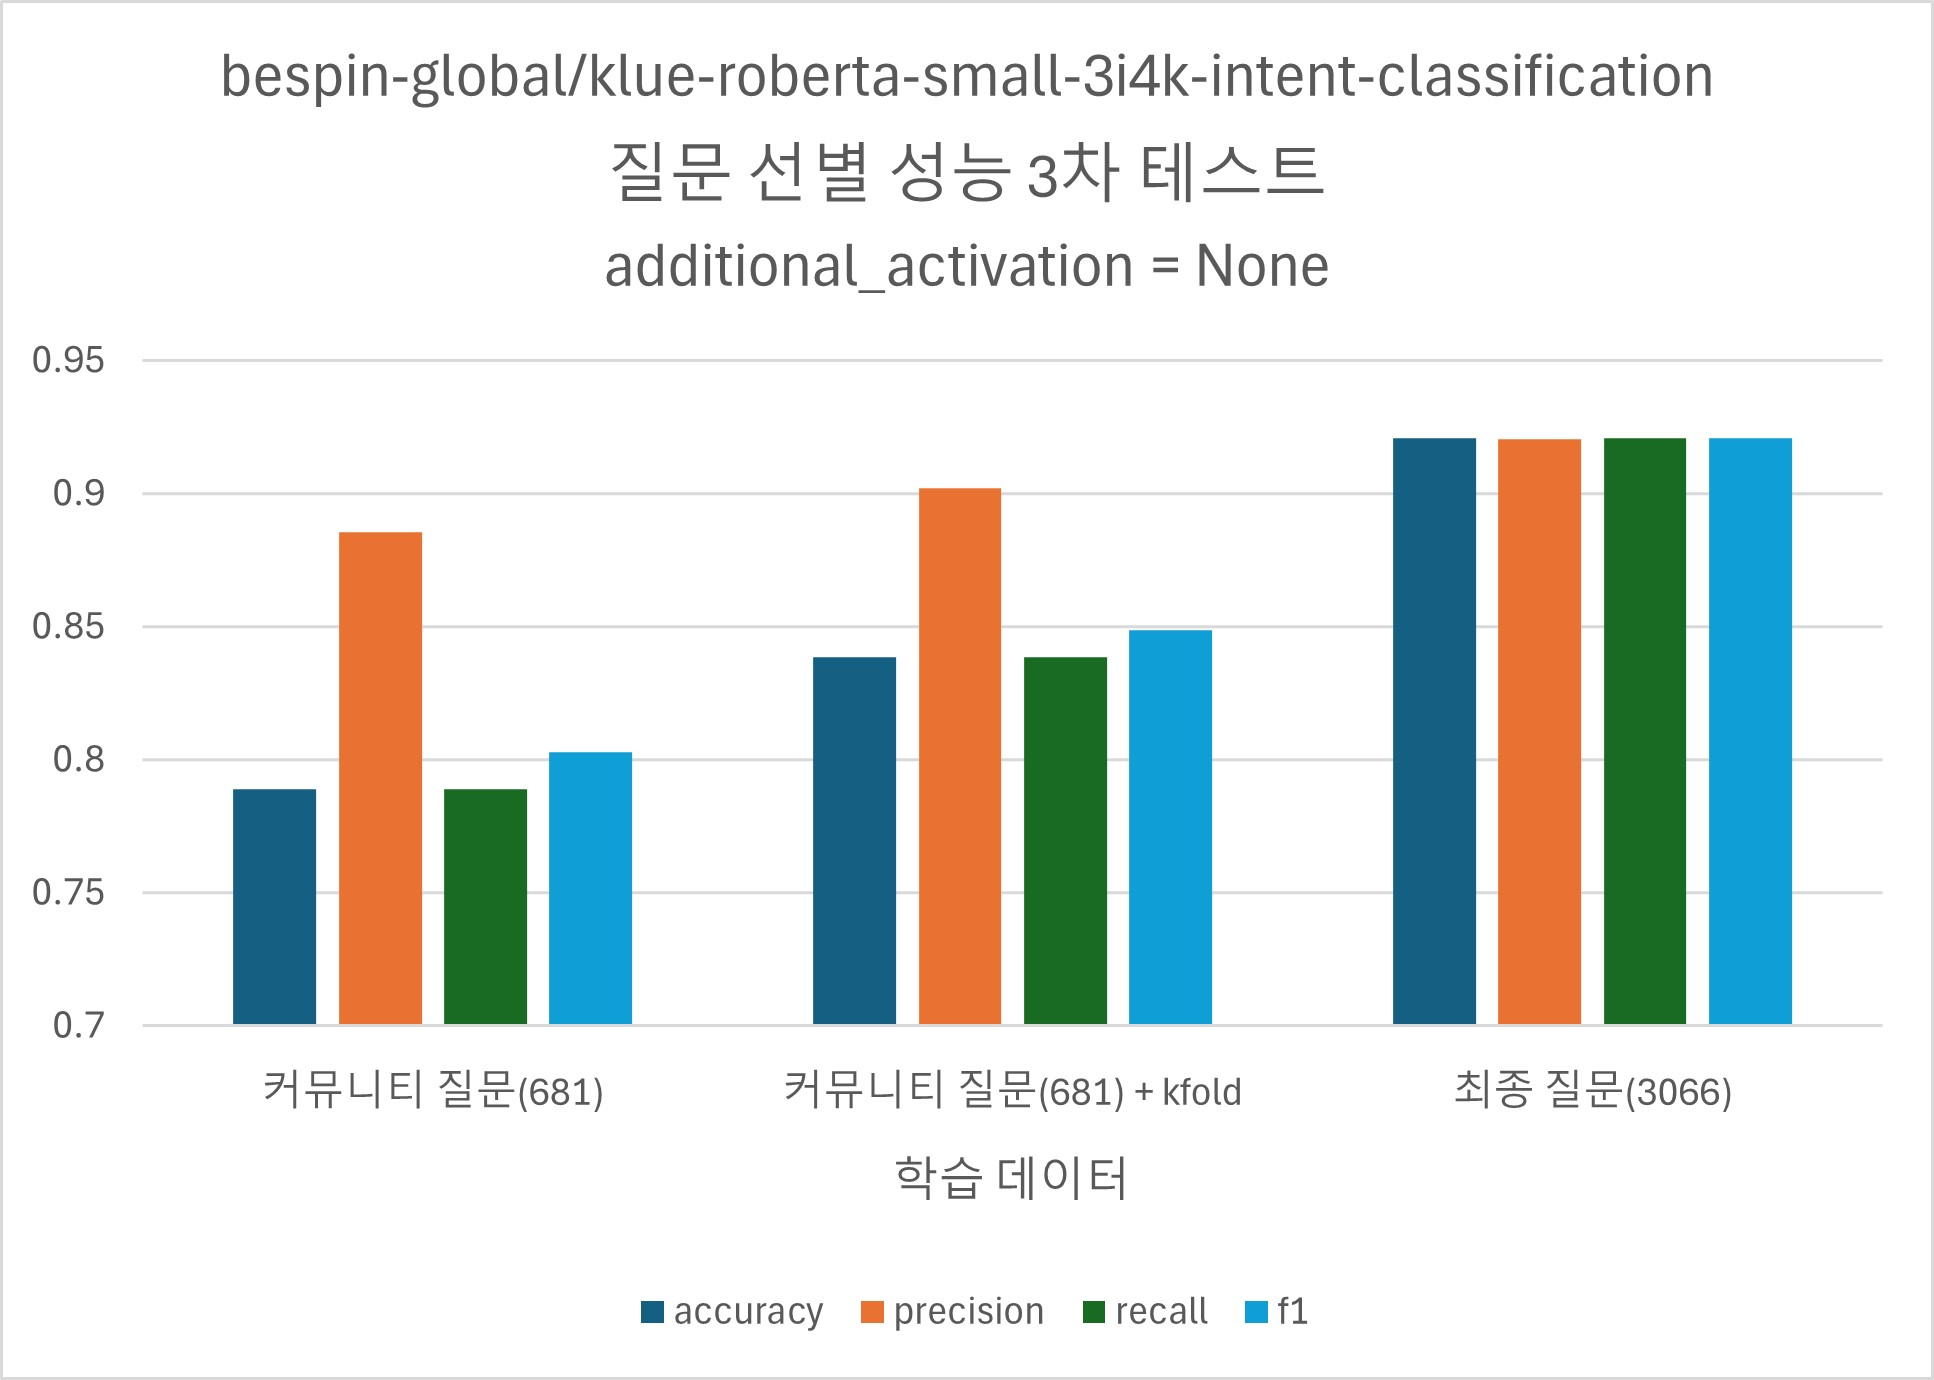 bespin-global/klue-roberta-small-3i4k-intent-classification
질문 선별 성능 3차 테스트
additional_activation = None
0.95
0.9
0.85
0.8
0.75
0.7
커뮤니티 질문(681)
커뮤니티 질문(681) + kfold
최종 질문(3066)
학습 데이터
accuracy
precision
recall
f1